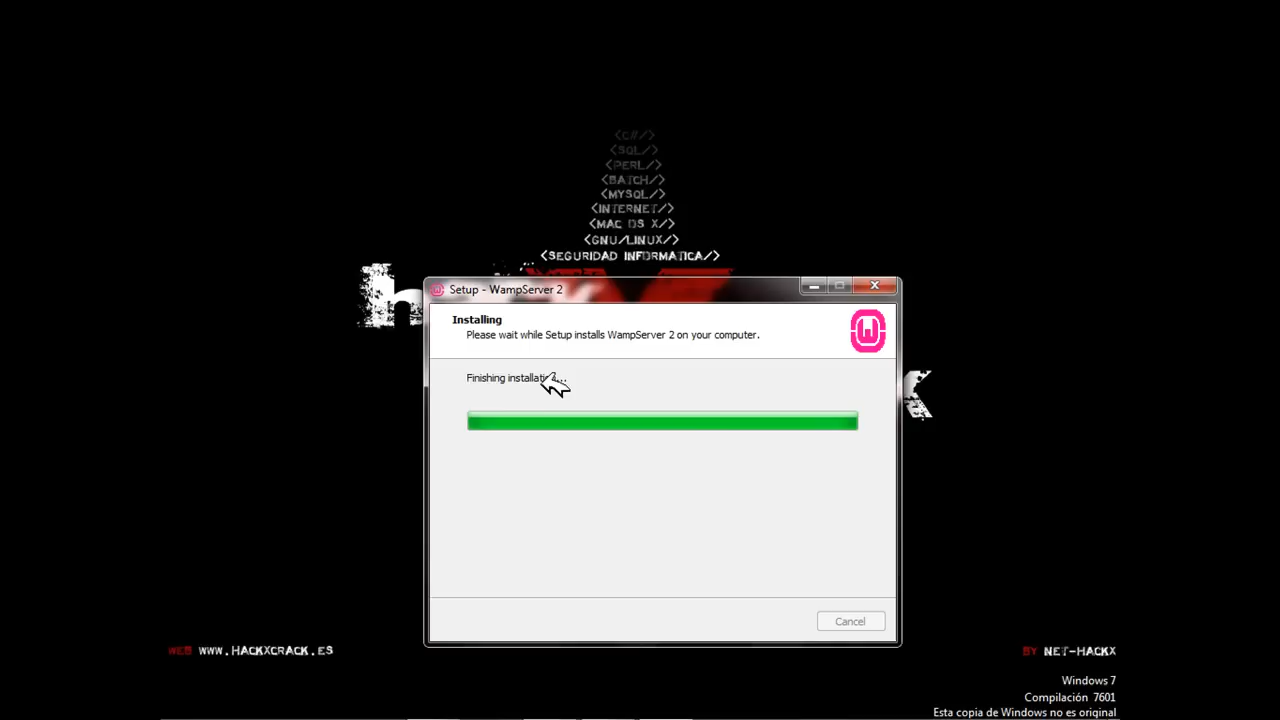 <C#/>
<SQL/>
<PERL/>
<BATCH/>
<MYSQL/>
<INTERNET/>
<MAC OS X/>
<GNU/LINUX/>
<SEGURIDAD INFORMATICA/>
Setup - WampServer 2
Installing
Please wait while Setup installs WampServer 2 on your computer.
Finishing installation...
Cancel
WEB WWW.HACKXCRACK.ES
BY NET-HACKX
Windows 7
Compilación 7601
Esta copia de Windows no es original